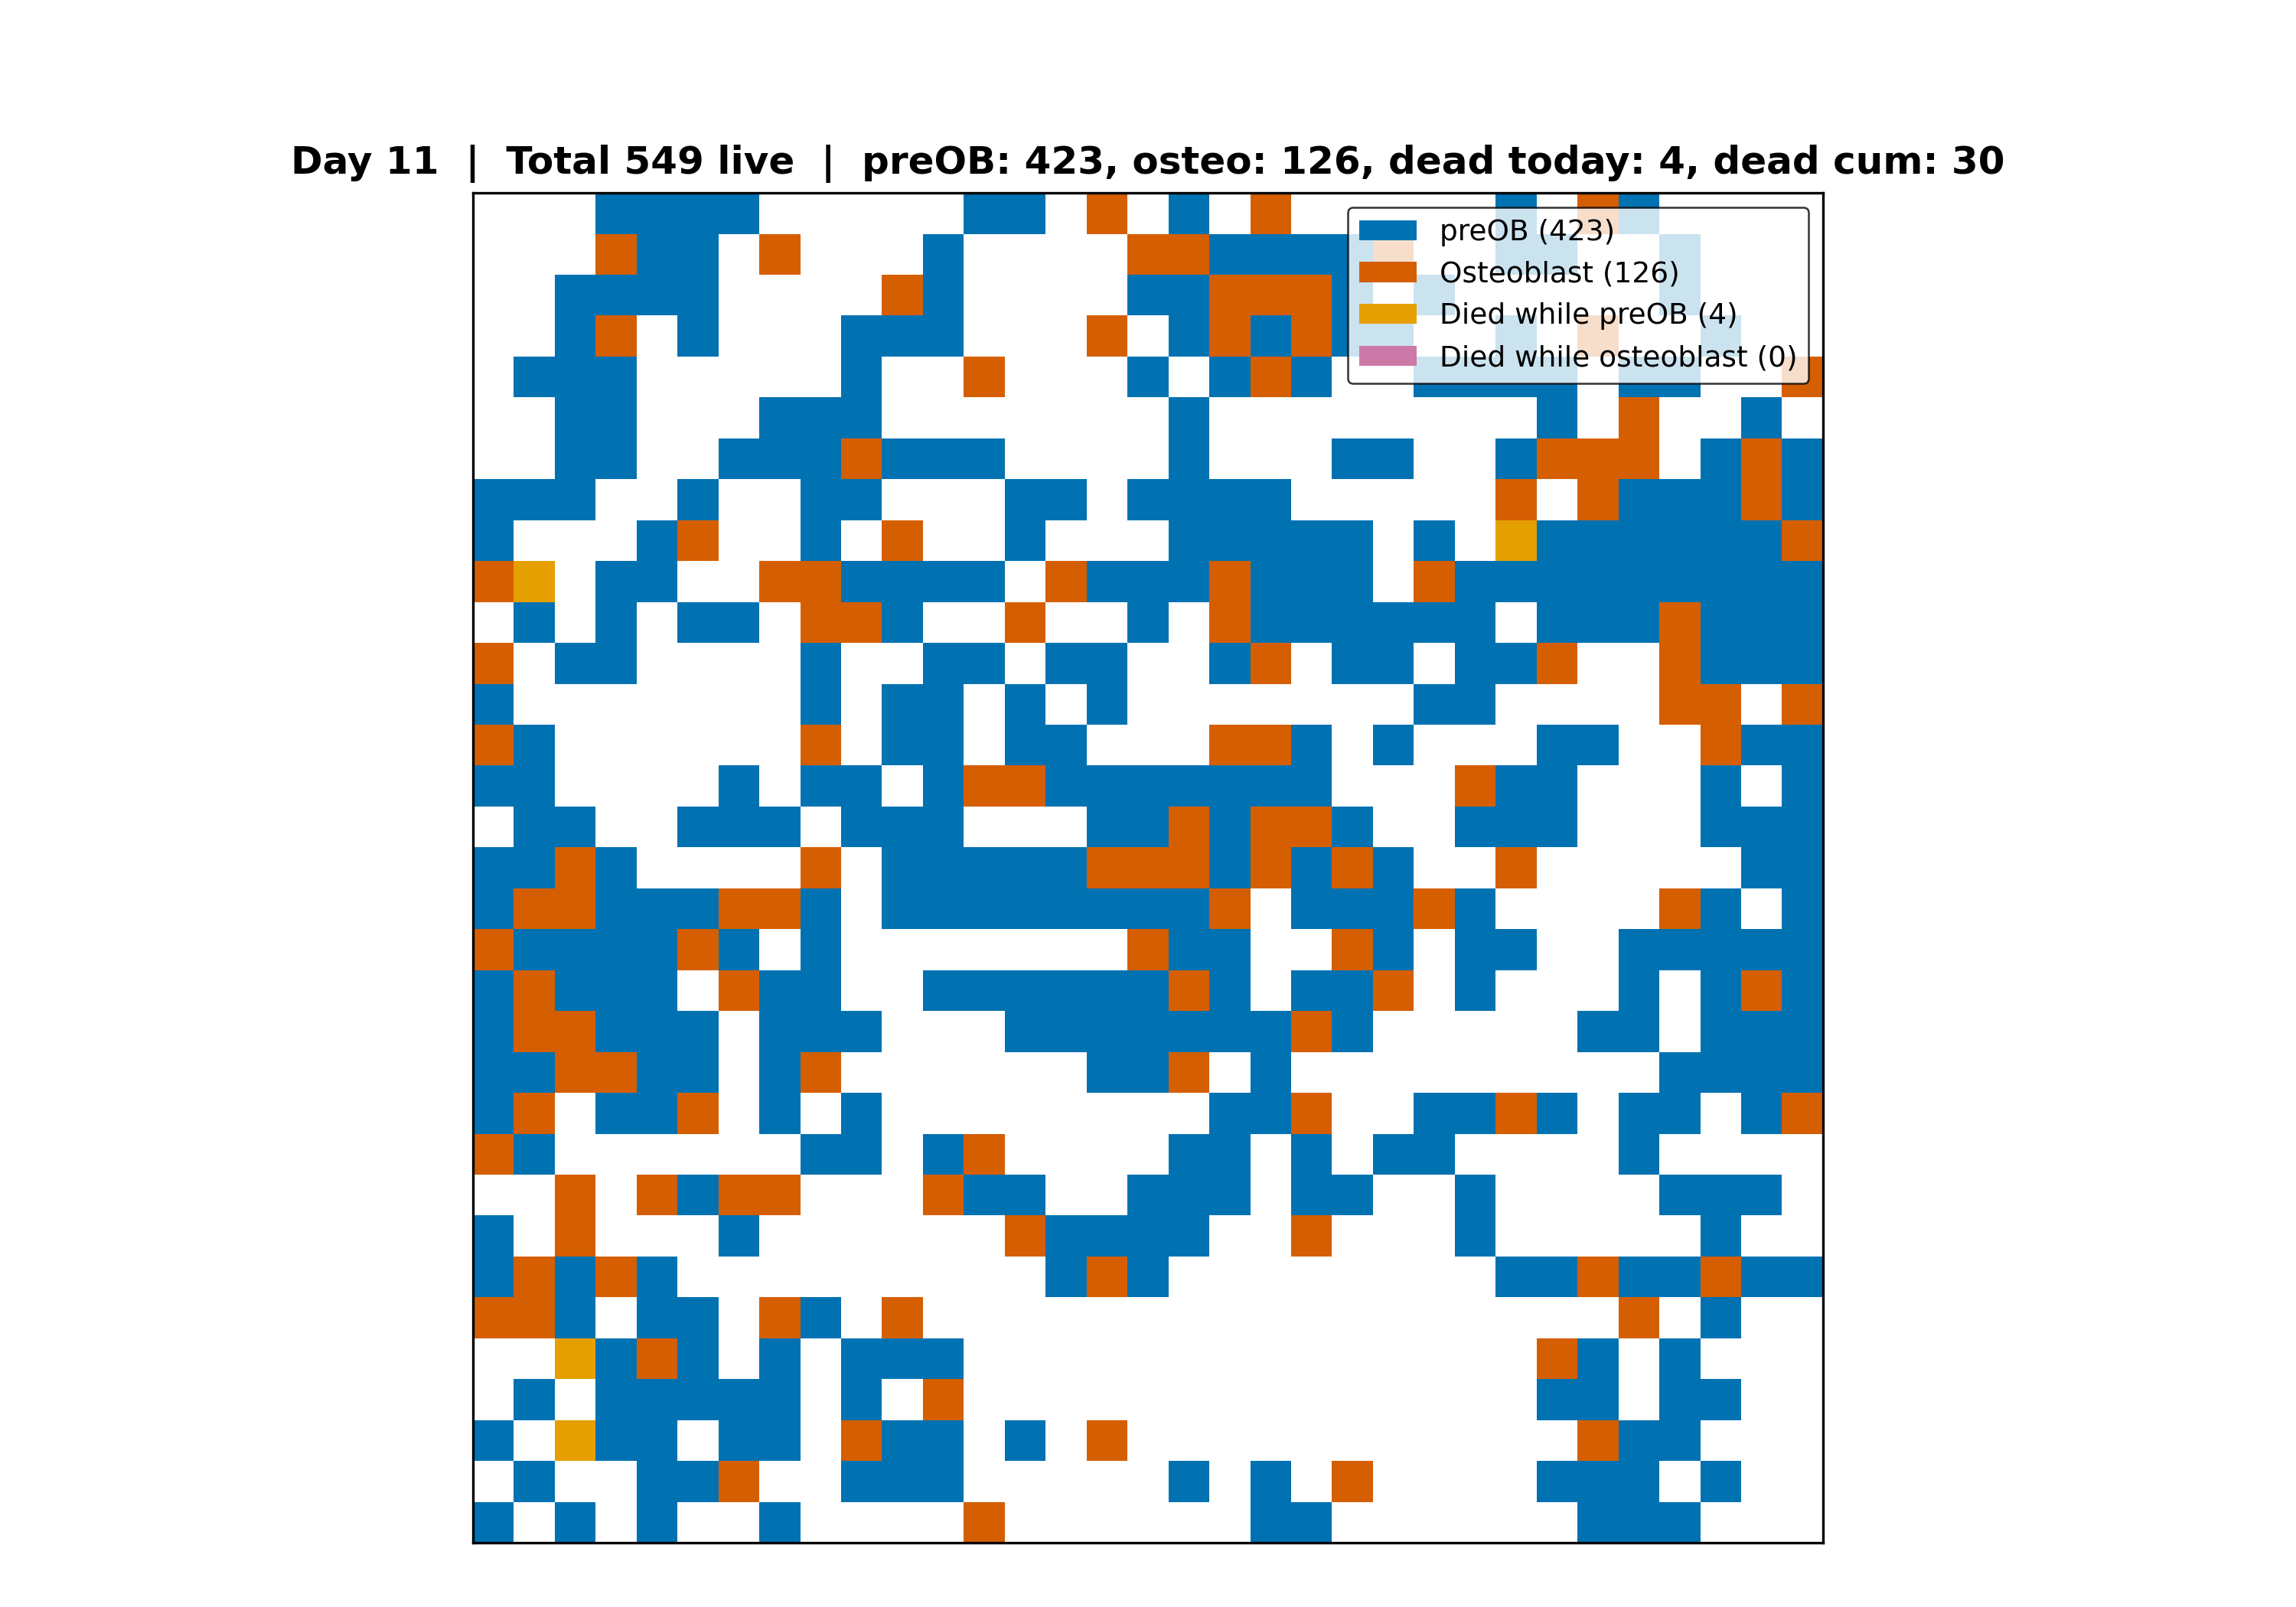 Day 11 | Total 549 live | preOB: 423, osteo: 126, dead today: 4, dead cum: 30
preOB (423)
Osteoblast (126)
Died while preOB (4)
Died while osteoblast (0)